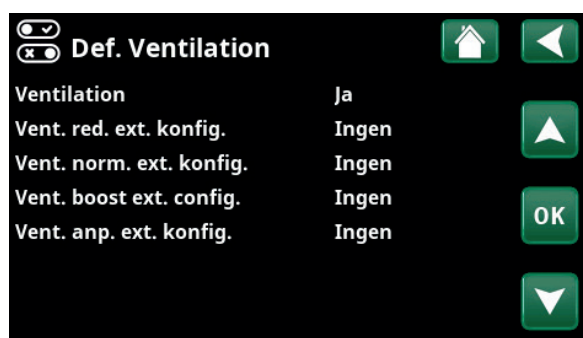 Def. Ventilation
Ventilation Ja
Vent. red. ext. konfig. Ingen
Vent. norm. ext. konfig. Ingen
Vent. boost ext. config. Ingen
Vent. anp. ext. konfig. Ingen
OK